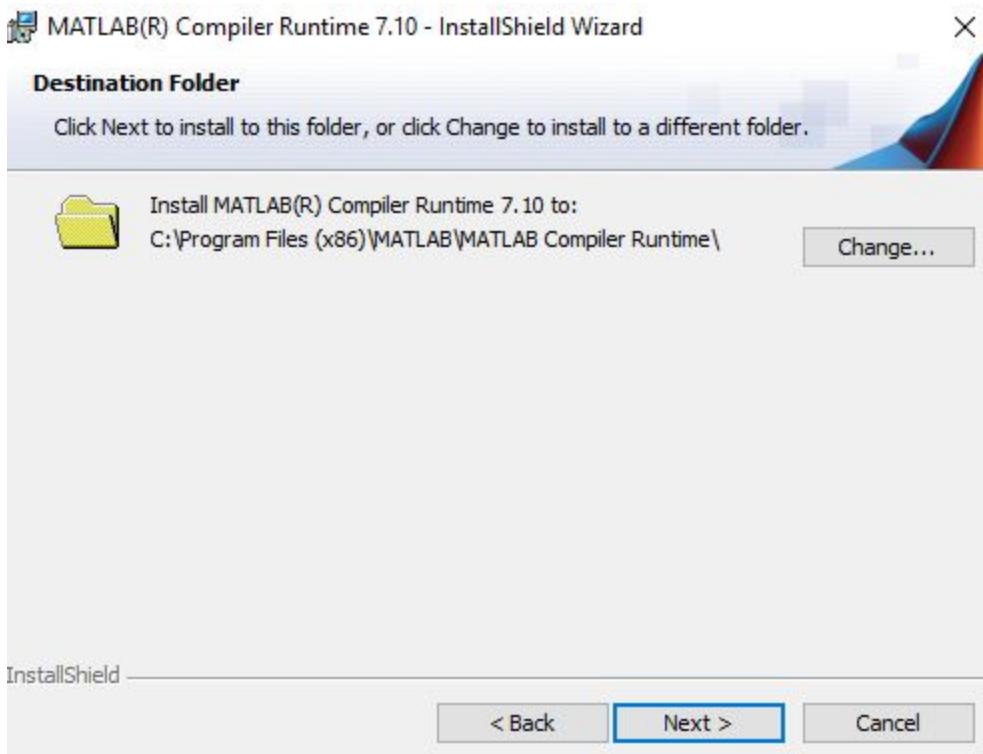 MATLAB(R) Compiler Runtime 7.10 - InstallShield Wizard
Destination Folder
Click Next to install to this folder, or click Change to install to a different folder.
Install MATLAB(R) Compiler Runtime 7.10 to:
C:\Program Files (x86)\MATLAB\MATLAB Compiler Runtime\
Change...
InstallShield
< Back
Next >
Cancel